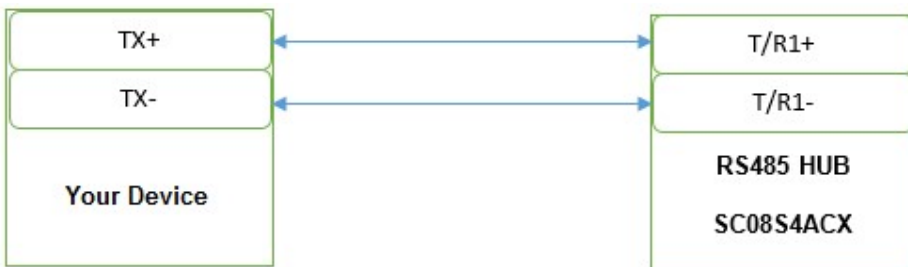 TX+
TX-
Your Device
T/R1+
T/R1-
RS485 HUB
SC08S4ACX